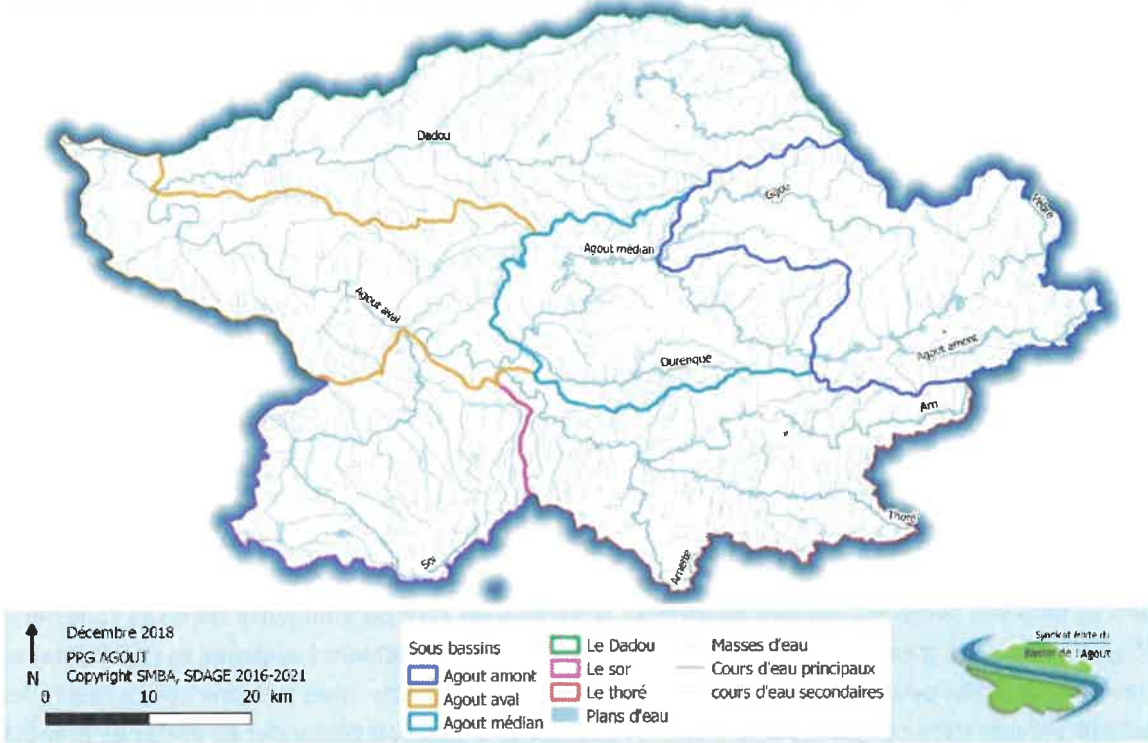 Dadou
Gijou
Vèbre
Agout médian
Agout aval
Agout amont
Durenque
Arn
Thoré
Sor
Arnette
N
Décembre 2018
PPG AGOUT
Copyright SMBA, SDAGE 2016-2021
0 10 20 km
Sous bassins
Agout amont
Agout aval
Agout médian
Le Dadou
Le sor
Le thoré
Plans d'eau
Masses d'eau
Cours d'eau principaux
cours d'eau secondaires
Syndicat Mixte du
Bassin de l'Agout